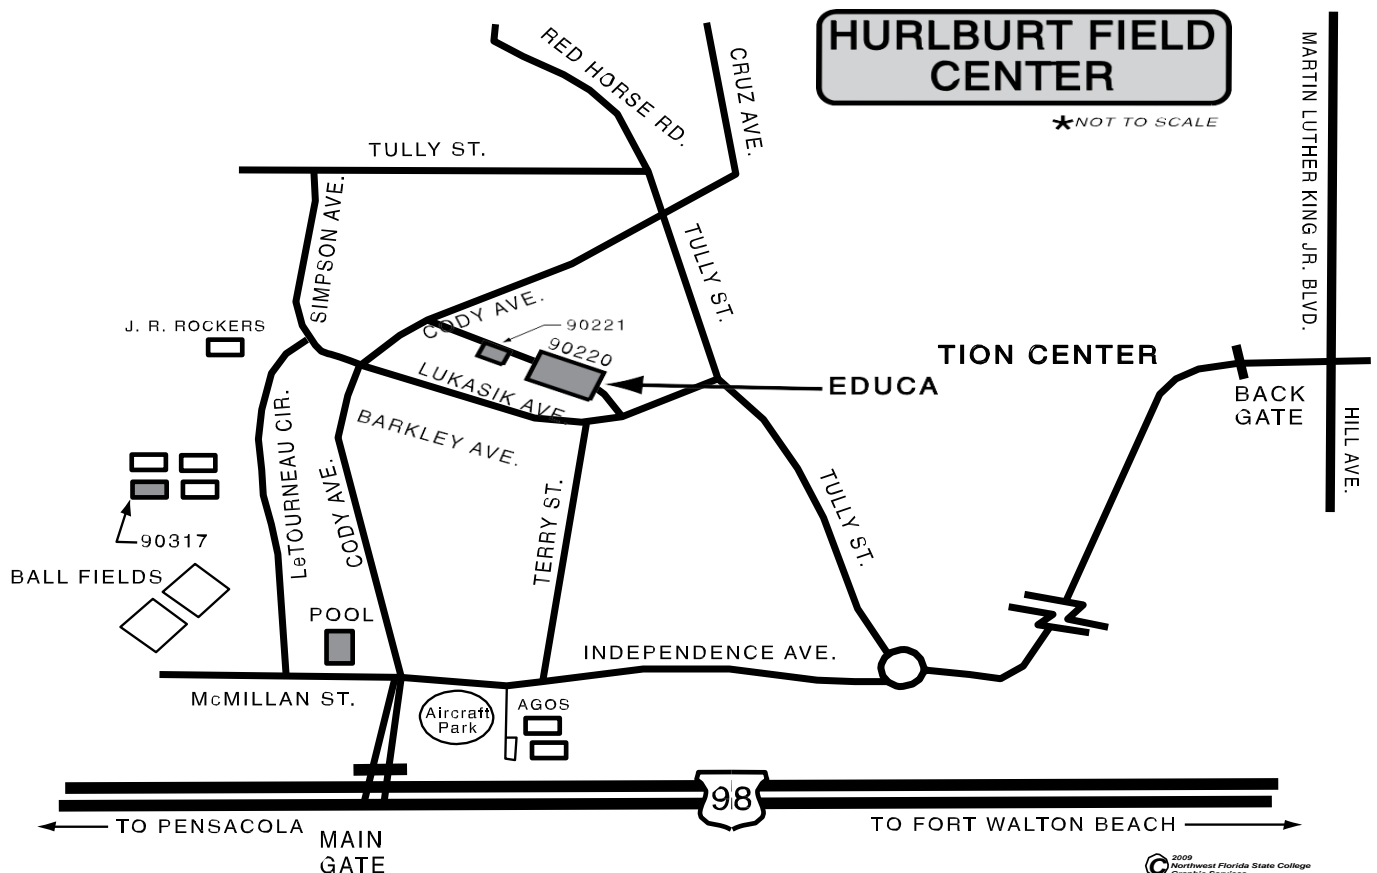 HURLBURT FIELD
CENTER
*NOT TO SCALE
RED HORSE RD.
CRUZ AVE.
MARTIN LUTHER KING JR. BLVD.
TULLY ST.
SIMPSON AVE.
TULLY ST.
CODY AVE.
J. R. ROCKERS
90221
90220
TION CENTER
EDUCA
LUKASIK AVE.
BACK
GATE
HILL AVE.
BARKLEY AVE.
LeTOURNEAU CIR.
CODY AVE.
TERRY ST.
TULLY ST.
90317
BALL FIELDS
POOL
INDEPENDENCE AVE.
McMILLAN ST.
Aircraft
Park
AGOS
98
TO PENSACOLA
TO FORT WALTON BEACH
MAIN
GATE
C 2009
Northwest Florida State College
Graphic Services